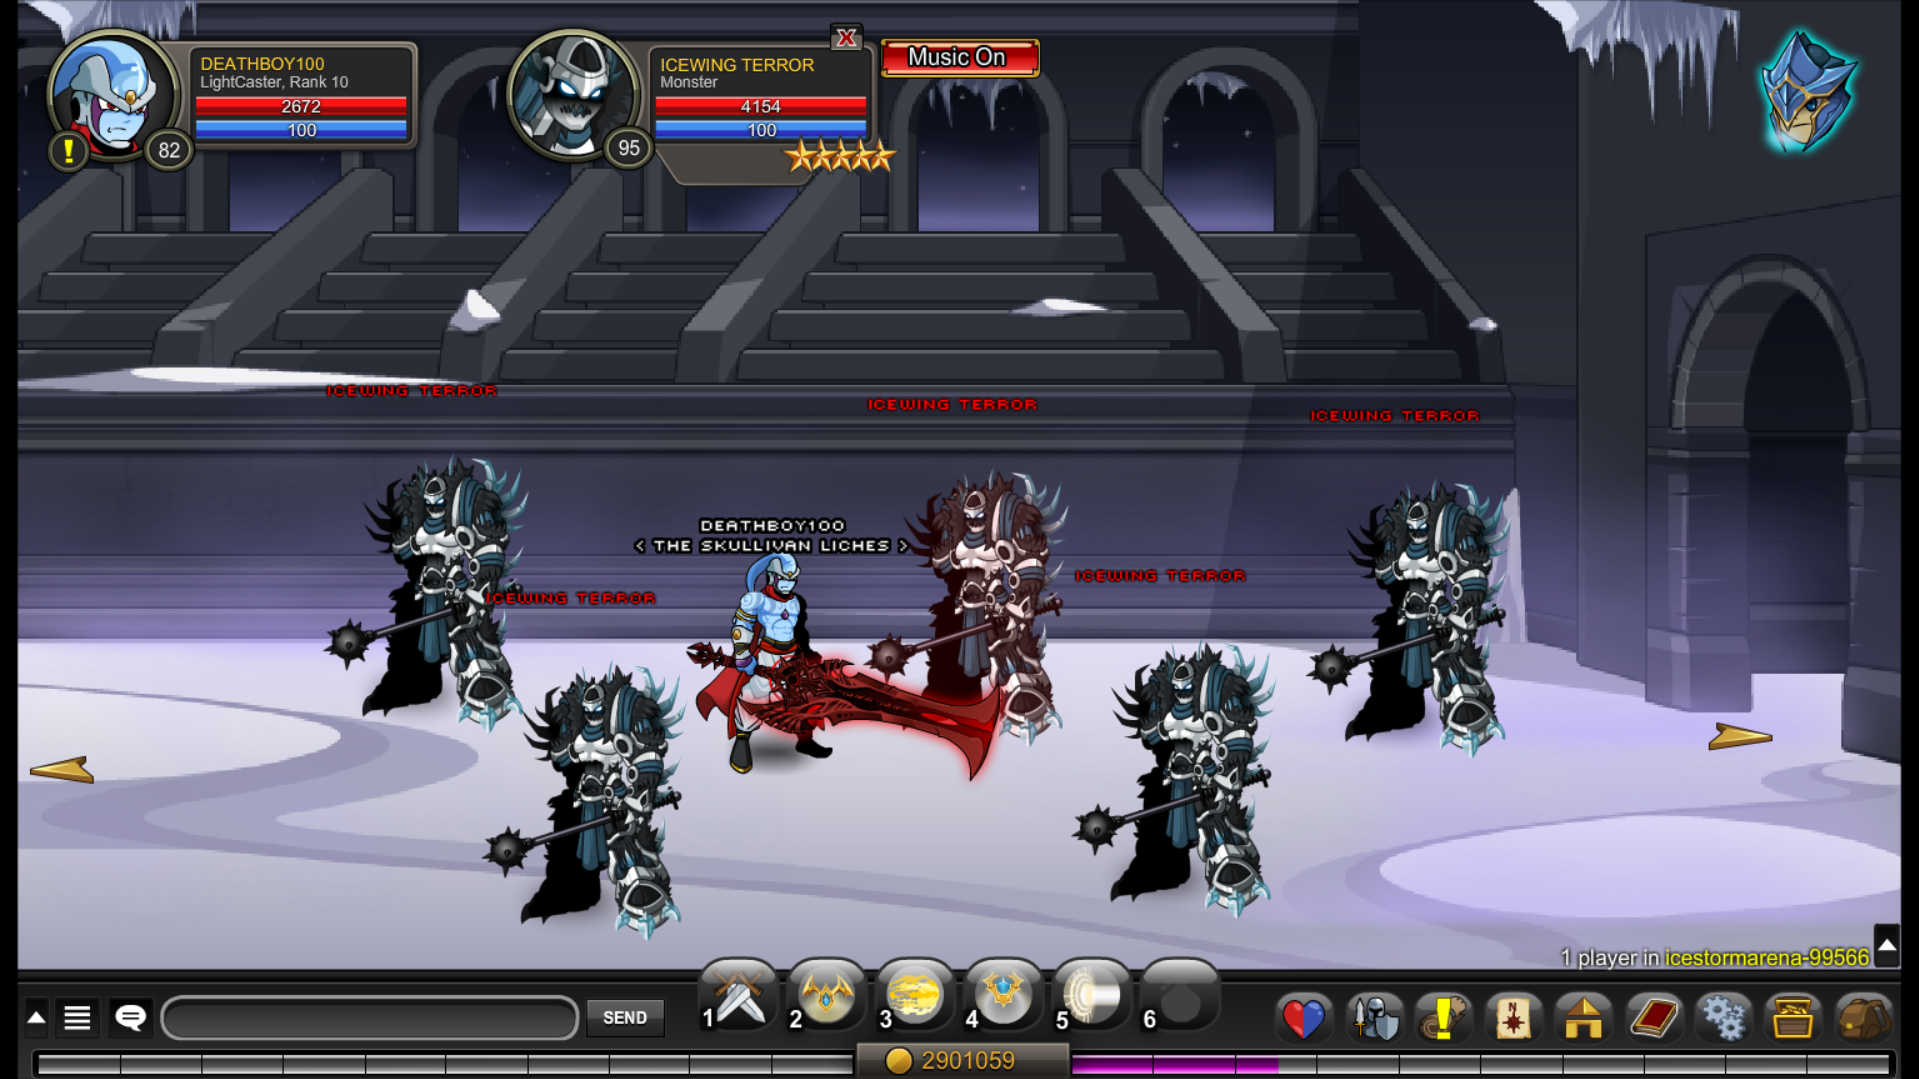 DEATHBOY100
LightCaster, Rank 10
2672
100
82
ICEWING TERROR
Monster
4154
100
95
X
Music On
ICEWING TERROR
ICEWING TERROR
ICEWING TERROR
DEATHBOY100
< THE SKULLIVAN LICHES >
ICEWING TERROR
ICEWING TERROR
1 player in icestormarena-99566
SEND
1
2
3
4
5
6
N
2901059